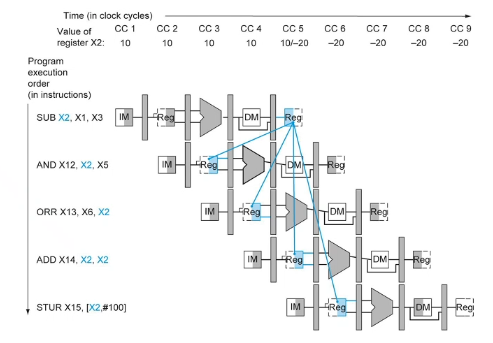 Time (in clock cycles)
Value of register X2:
CC 1 CC 2 CC 3 CC 4 CC 5 CC 6 CC 7 CC 8 CC 9
10 10 10 10 10/–20 –20 –20 –20 –20
Program
execution
order
(in instructions)
SUB X2, X1, X3
IM Reg DM Reg
AND X12, X2, X5
IM Reg DM Reg
ORR X13, X6, X2
IM Reg DM Reg
ADD X14, X2, X2
IM Reg DM Reg
STUR X15, [X2,#100]
IM Reg DM Reg